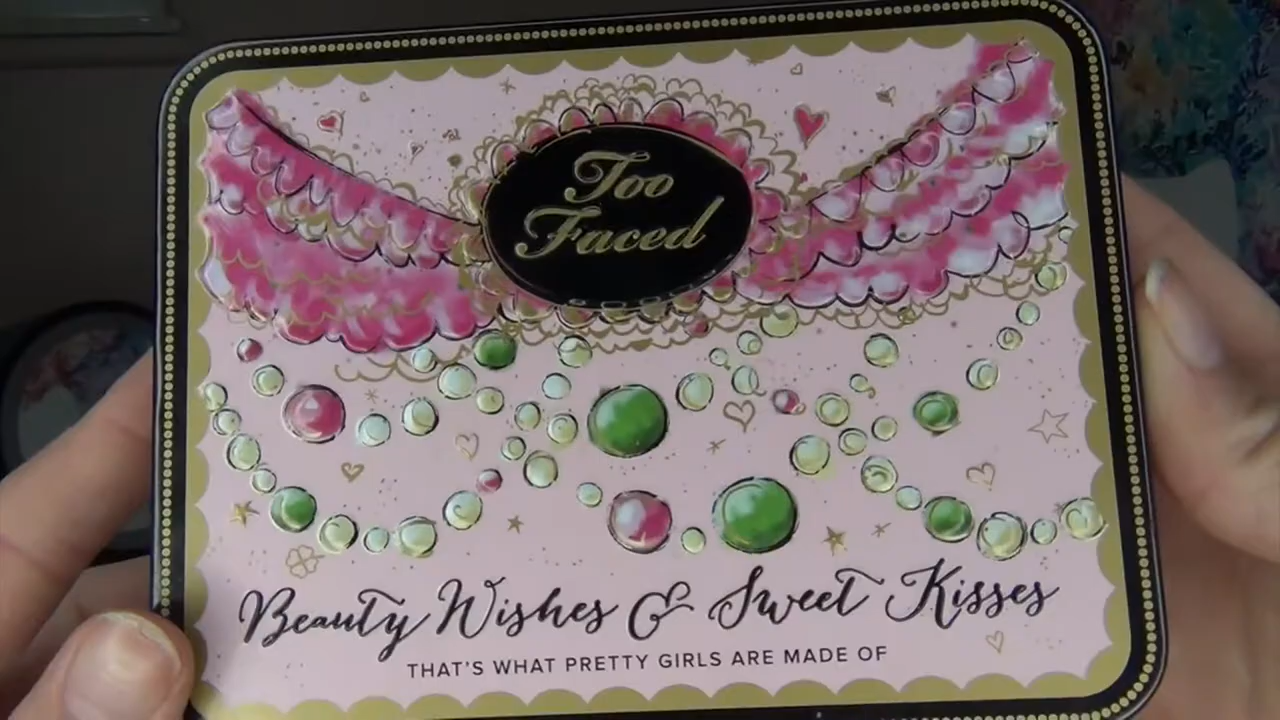 Too
Faced
Beauty Wishes & Sweet Kisses
THAT'S WHAT PRETTY GIRLS ARE MADE OF